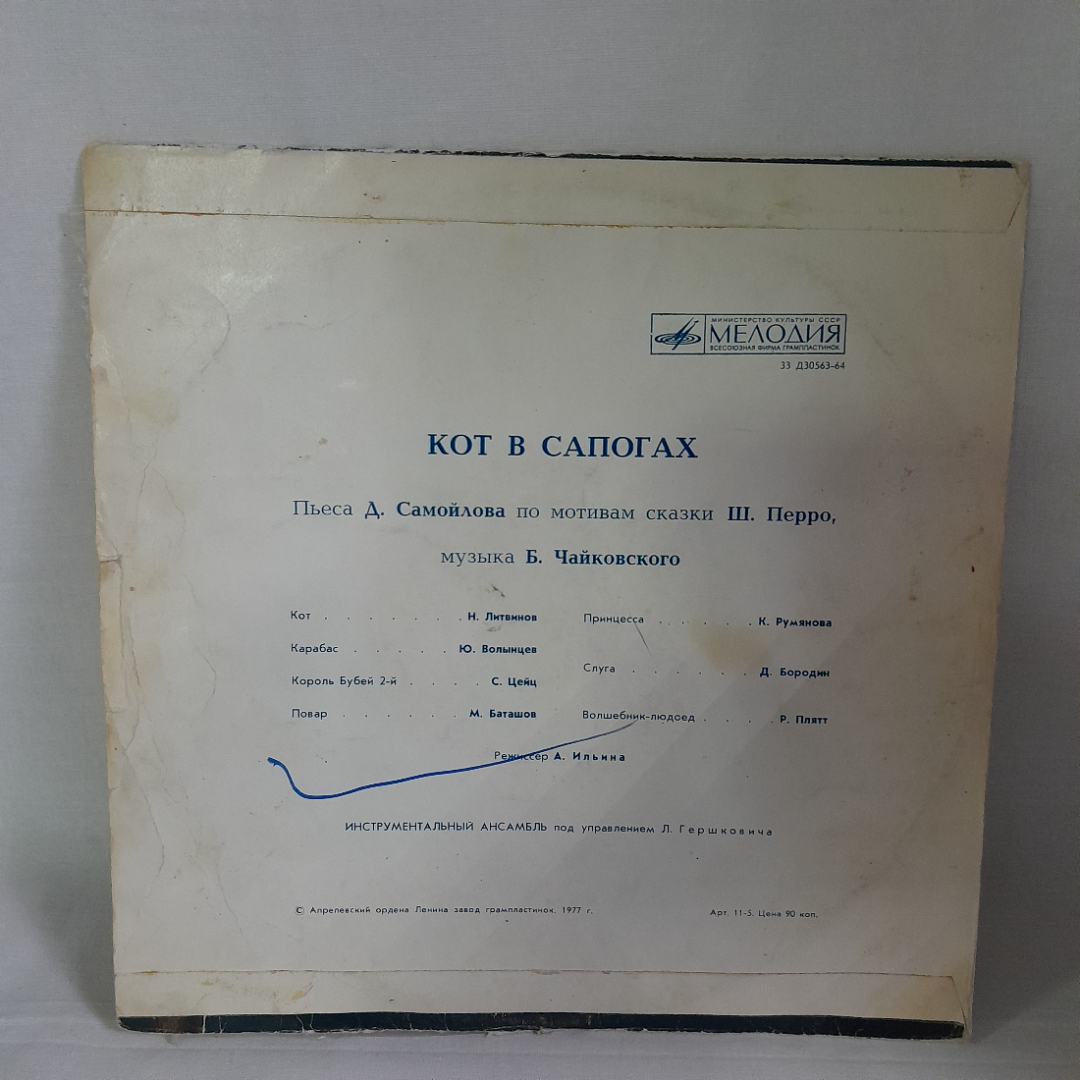 МИНИСТЕРСТВО КУЛЬТУРЫ СССР
МЕЛОДИЯ
ВСЕСОЮЗНАЯ ФИРМА ГРАМПЛАСТИНОК
33 Д30563-64
КОТ В САПОГАХ
Пьеса Д. Самойлова по мотивам сказки Ш. Перро,
музыка Б. Чайковского
Кот . . . . . . . Н. Литвинов
Карабас . . . . . Ю. Волынцев
Король Бубей 2-й . . . . С. Цейц
Повар . . . . . . М. Баташов
Принцесса . . . . . К. Румянова
Слуга . . . . . . Д. Бородин
Волшебник-людоед . . . . Р. Плятт
Режиссер А. Ильина
ИНСТРУМЕНТАЛЬНЫЙ АНСАМБЛЬ под управлением Л. Гершковича
© Апрелевский ордена Ленина завод грампластинок. 1977 г.
Арт. 11-5. Цена 90 коп.